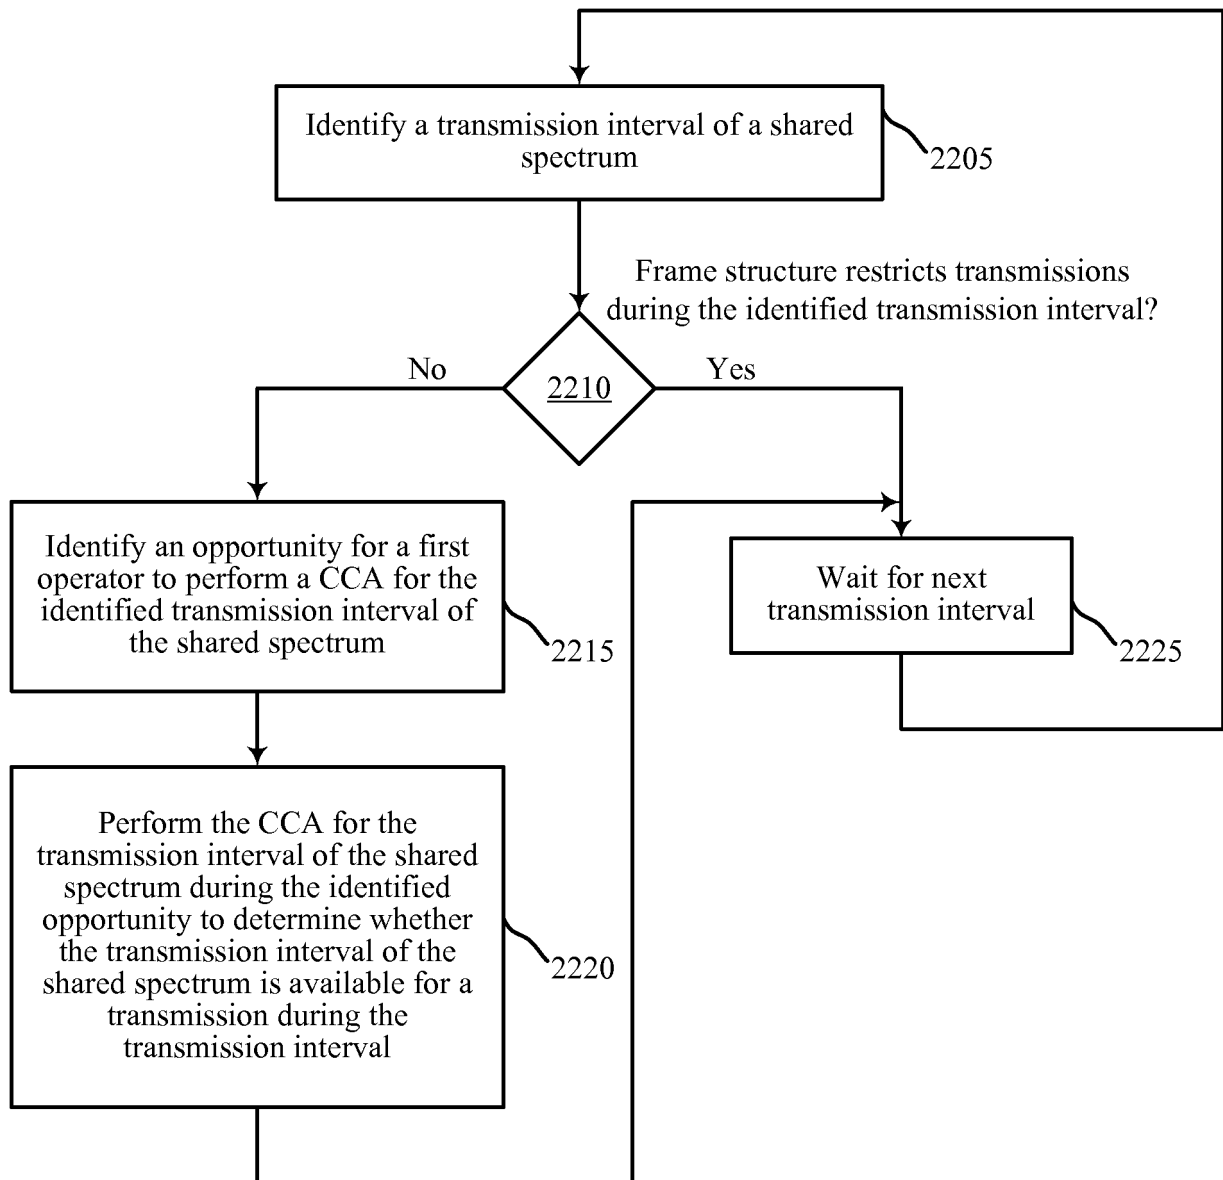 Identify a transmission interval of a shared
spectrum
2205
Frame structure restricts transmissions
during the identified transmission interval?
No
2210
Yes
Identify an opportunity for a first
operator to perform a CCA for the
identified transmission interval of
the shared spectrum
2215
Wait for next
transmission interval
2225
Perform the CCA for the
transmission interval of the shared
spectrum during the identified
opportunity to determine whether
the transmission interval of the
shared spectrum is available for a
transmission during the
transmission interval
2220